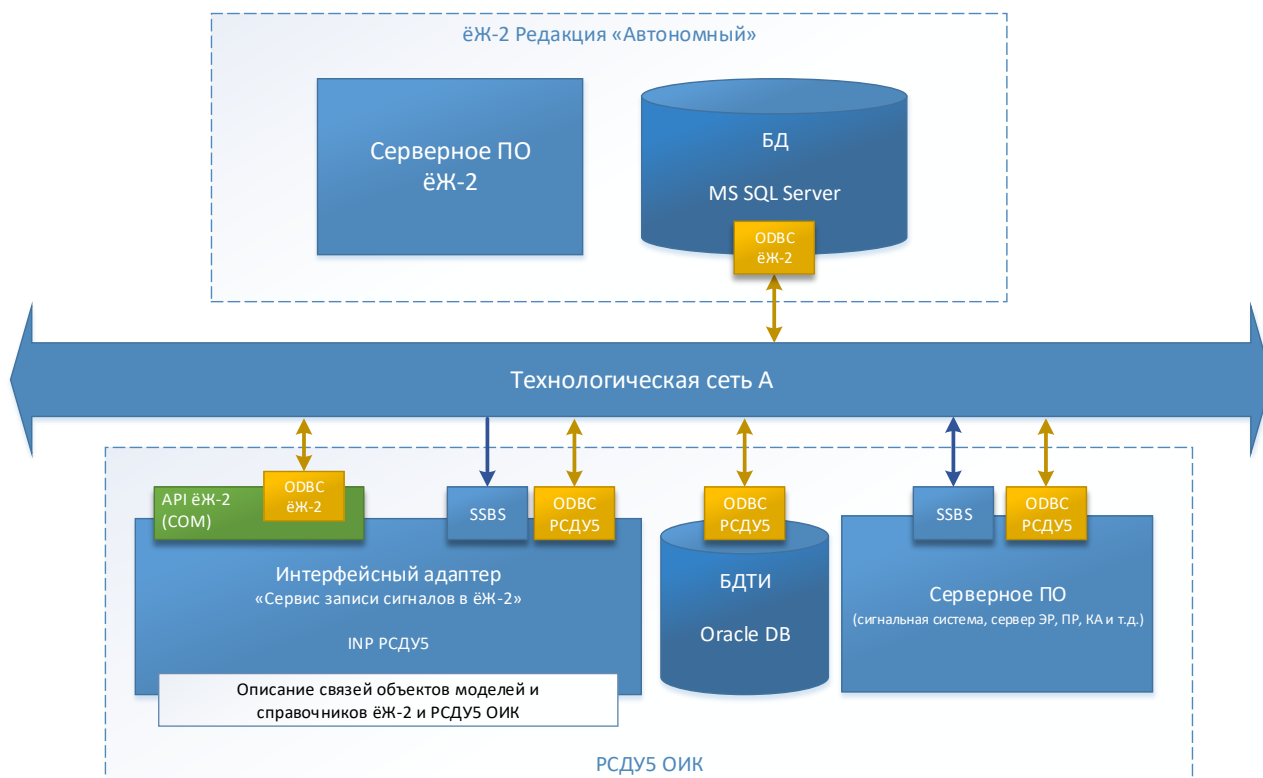 ёЖ-2 Редакция «Автономный»
Серверное ПО
ёЖ-2
БД
MS SQL Server
ODBC
ёЖ-2
Технологическая сеть А
API ёЖ-2
(COM)
ODBC
ёЖ-2
SSBS
ODBC
РСДУ5
Интерфейсный адаптер
«Сервис записи сигналов в ёЖ-2»
INP РСДУ5
Описание связей объектов моделей и
справочников ёЖ-2 и РСДУ5 ОИК
ODBC
РСДУ5
БДТИ
Oracle DB
SSBS
ODBC
РСДУ5
Серверное ПО
(сигнальная система, сервер ЭР, ПР, КА и т.д.)
РСДУ5 ОИК